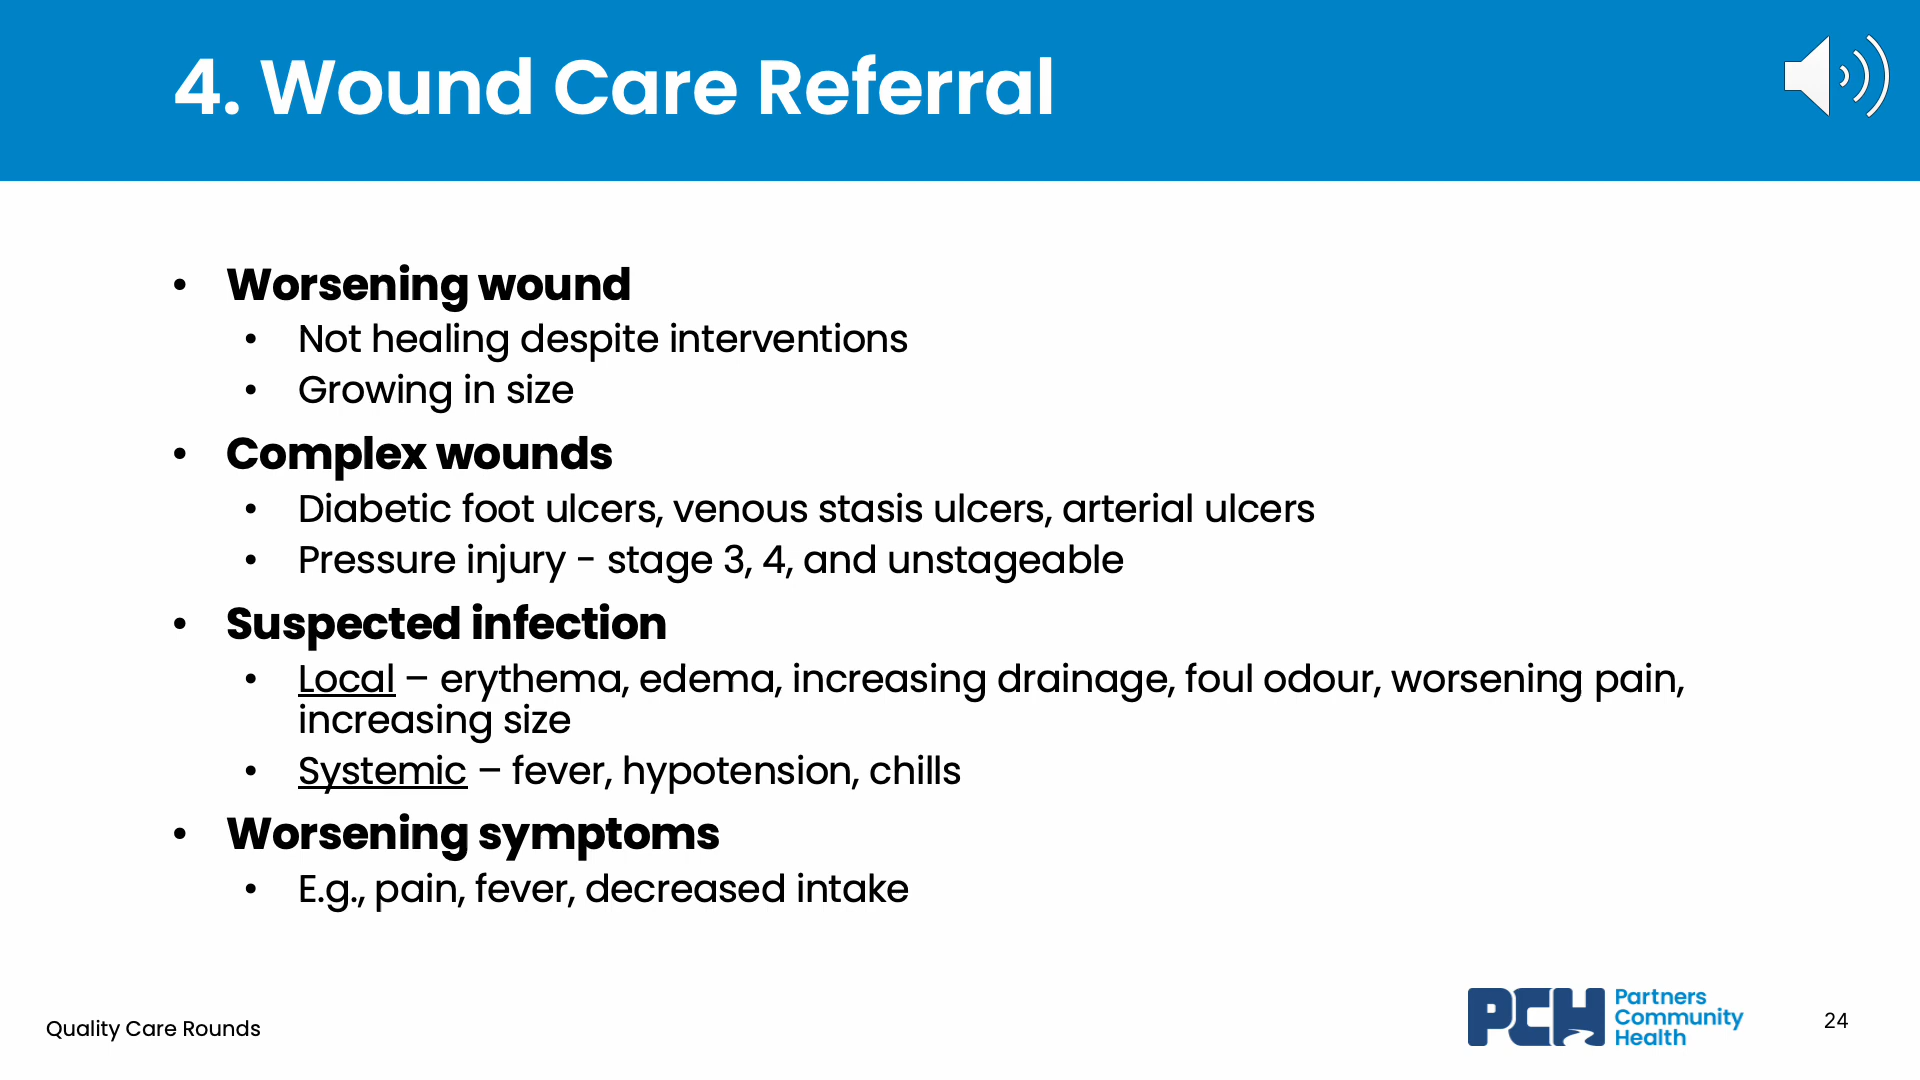 4. Wound Care Referral
• Worsening wound
• Not healing despite interventions
• Growing in size
• Complex wounds
• Diabetic foot ulcers, venous stasis ulcers, arterial ulcers
• Pressure injury - stage 3, 4, and unstageable
• Suspected infection
• Local – erythema, edema, increasing drainage, foul odour, worsening pain,
increasing size
• Systemic – fever, hypotension, chills
• Worsening symptoms
• E.g., pain, fever, decreased intake
Quality Care Rounds
PCH
Partners
Community
Health
24